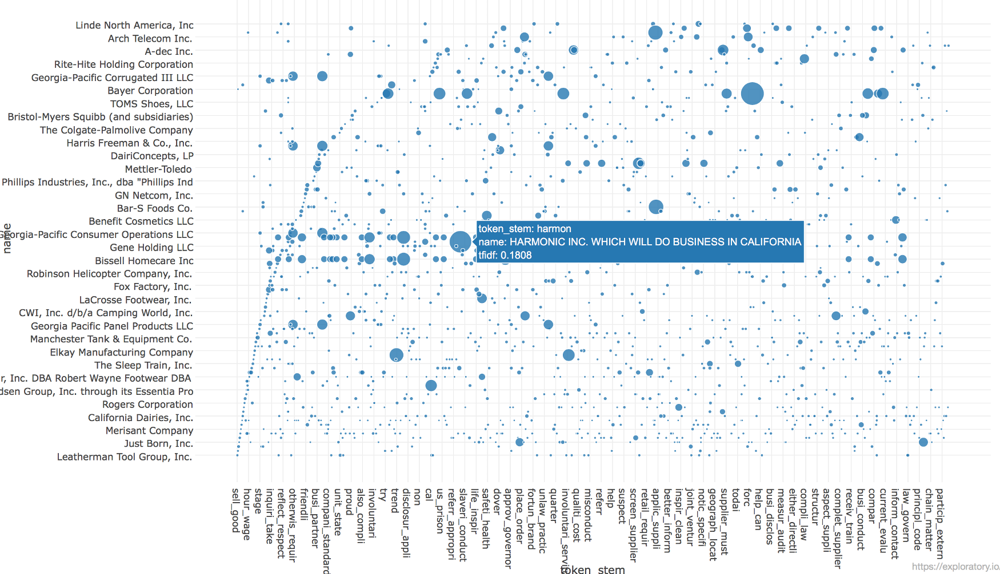 Linde North America, Inc
Arch Telecom Inc.
A-dec Inc.
Rite-Hite Holding Corporation
Georgia-Pacific Corrugated III LLC
Bayer Corporation
TOMS Shoes, LLC
Bristol-Myers Squibb (and subsidiaries)
The Colgate-Palmolive Company
Harris Freeman & Co., Inc.
DairiConcepts, LP
Mettler-Toledo
Phillips Industries, Inc., dba "Phillips Ind
GN Netcom, Inc.
Bar-S Foods Co.
Benefit Cosmetics LLC
Georgia-Pacific Consumer Operations LLC
Gene Holding LLC
Bissell Homecare Inc
Robinson Helicopter Company, Inc.
Fox Factory, Inc.
LaCrosse Footwear, Inc.
CWI, Inc. d/b/a Camping World, Inc.
Georgia Pacific Panel Products LLC
Manchester Tank & Equipment Co.
Elkay Manufacturing Company
The Sleep Train, Inc.
r, Inc. DBA Robert Wayne Footwear DBA
dsen Group, Inc. through its Essentia Pro
Rogers Corporation
California Dairies, Inc.
Merisant Company
Just Born, Inc.
Leatherman Tool Group, Inc.
name
token_stem: harmon
name: HARMONIC INC. WHICH WILL DO BUSINESS IN CALIFORNIA
tfidf: 0.1808
sell_good
hour_wage
stage
inquiri_take
reflect_respect
otherwis_requir
friendli
busi_partner
compani_standard
unit_state
proud
also_compli
involuntari
try
trend
disclosur_appli
non
cal
us_prison
referr_appropri
slaveri_conduct
life_inspir
safeti_health
dover
approv_governor
place_order
fortun_brand
unlaw_practic
quarter
involuntari_servi
qualiti_cost
misconduct
referr
help
suspect
screen_supplier
retail_requir
applic_suppli
better_inform
inspir_clean
joint_ventur
notic_specifi
geograph_locat
supplier_must
todai
forc
help_can
busi_disclos
measur_audit
either_directli
compli_law
structur
aspect_suppli
complet_supplier
receiv_train
busi_conduct
compar
current_evalu
inform_contact
law_govern
principl_code
chain_matter
particip_extern
token_stem
https://exploratory.io